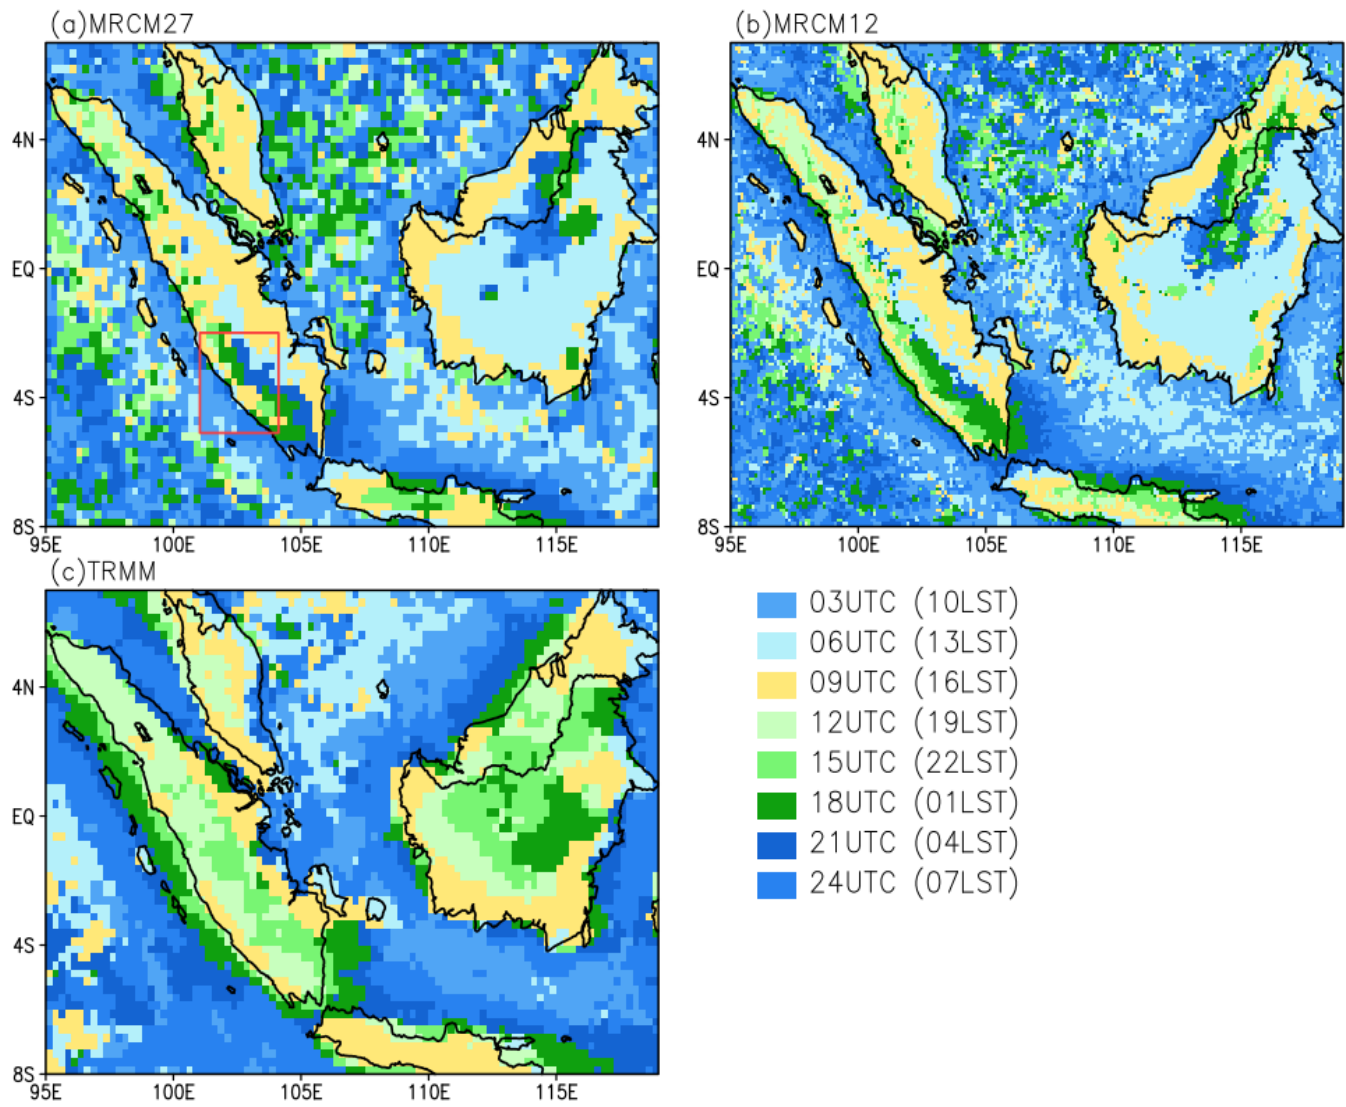 (a)MRCM27
(b)MRCM12
4N
EQ
4S
8S
95E 100E 105E 110E 115E
4N
EQ
4S
8S
95E 100E 105E 110E 115E
(c)TRMM
4N
EQ
4S
8S
95E 100E 105E 110E 115E
03UTC (10LST)
06UTC (13LST)
09UTC (16LST)
12UTC (19LST)
15UTC (22LST)
18UTC (01LST)
21UTC (04LST)
24UTC (07LST)